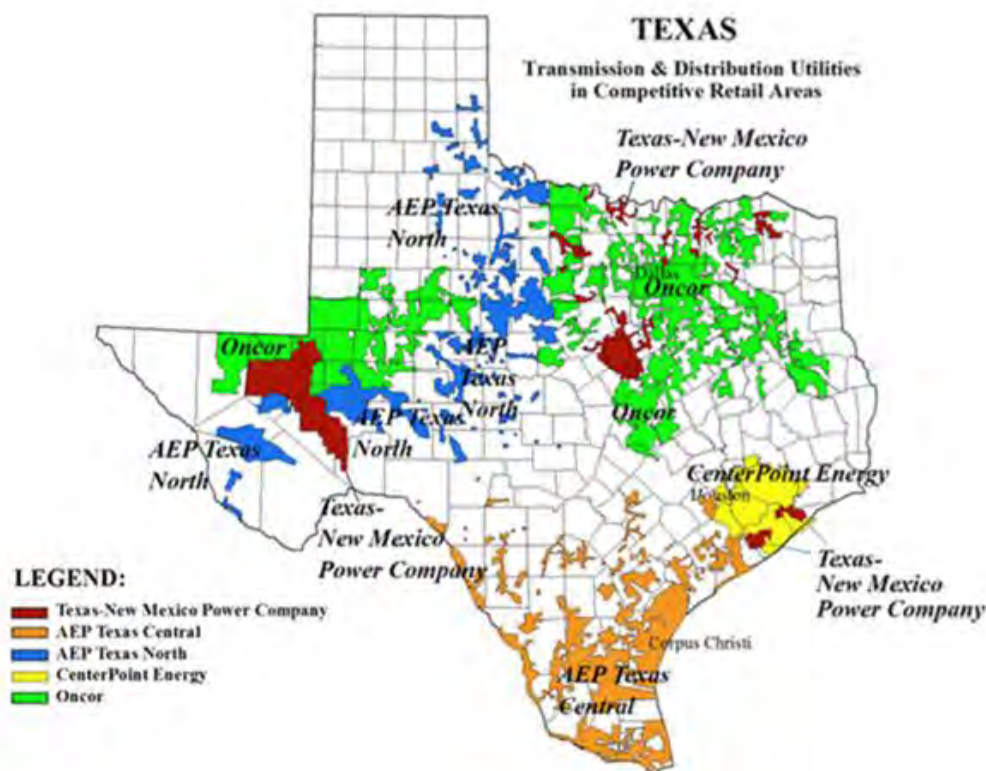 TEXAS
Transmission & Distribution Utilities
in Competitive Retail Areas
Texas-New Mexico
Power Company
AEP Texas
North
Dallas
Oncor
Oncor
AEP
Texas
North
AEP Texas
North
Oncor
AEP Texas
North
CenterPoint Energy
Houston
Texas-
New Mexico
Power Company
Texas-
New Mexico
Power Company
Corpus Christi
AEP Texas
Central
LEGEND:
Texas-New Mexico Power Company
AEP Texas Central
AEP Texas North
CenterPoint Energy
Oncor